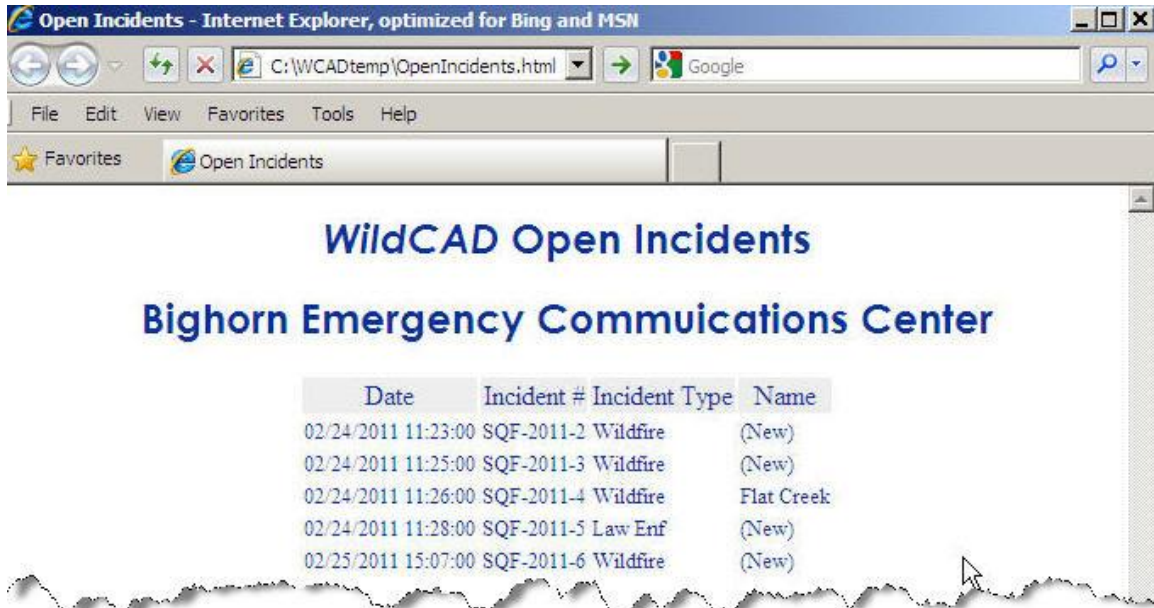 Open Incidents - Internet Explorer, optimized for Bing and MSN
C:\WCADtemp\OpenIncidents.html Google
File Edit View Favorites Tools Help
Favorites Open Incidents
WildCAD Open Incidents
Bighorn Emergency Commuications Center
Date Incident # Incident Type Name
02/24/2011 11:23:00 SQF-2011-2 Wildfire (New)
02/24/2011 11:25:00 SQF-2011-3 Wildfire (New)
02/24/2011 11:26:00 SQF-2011-4 Wildfire Flat Creek
02/24/2011 11:28:00 SQF-2011-5 Law Enf (New)
02/25/2011 15:07:00 SQF-2011-6 Wildfire (New)